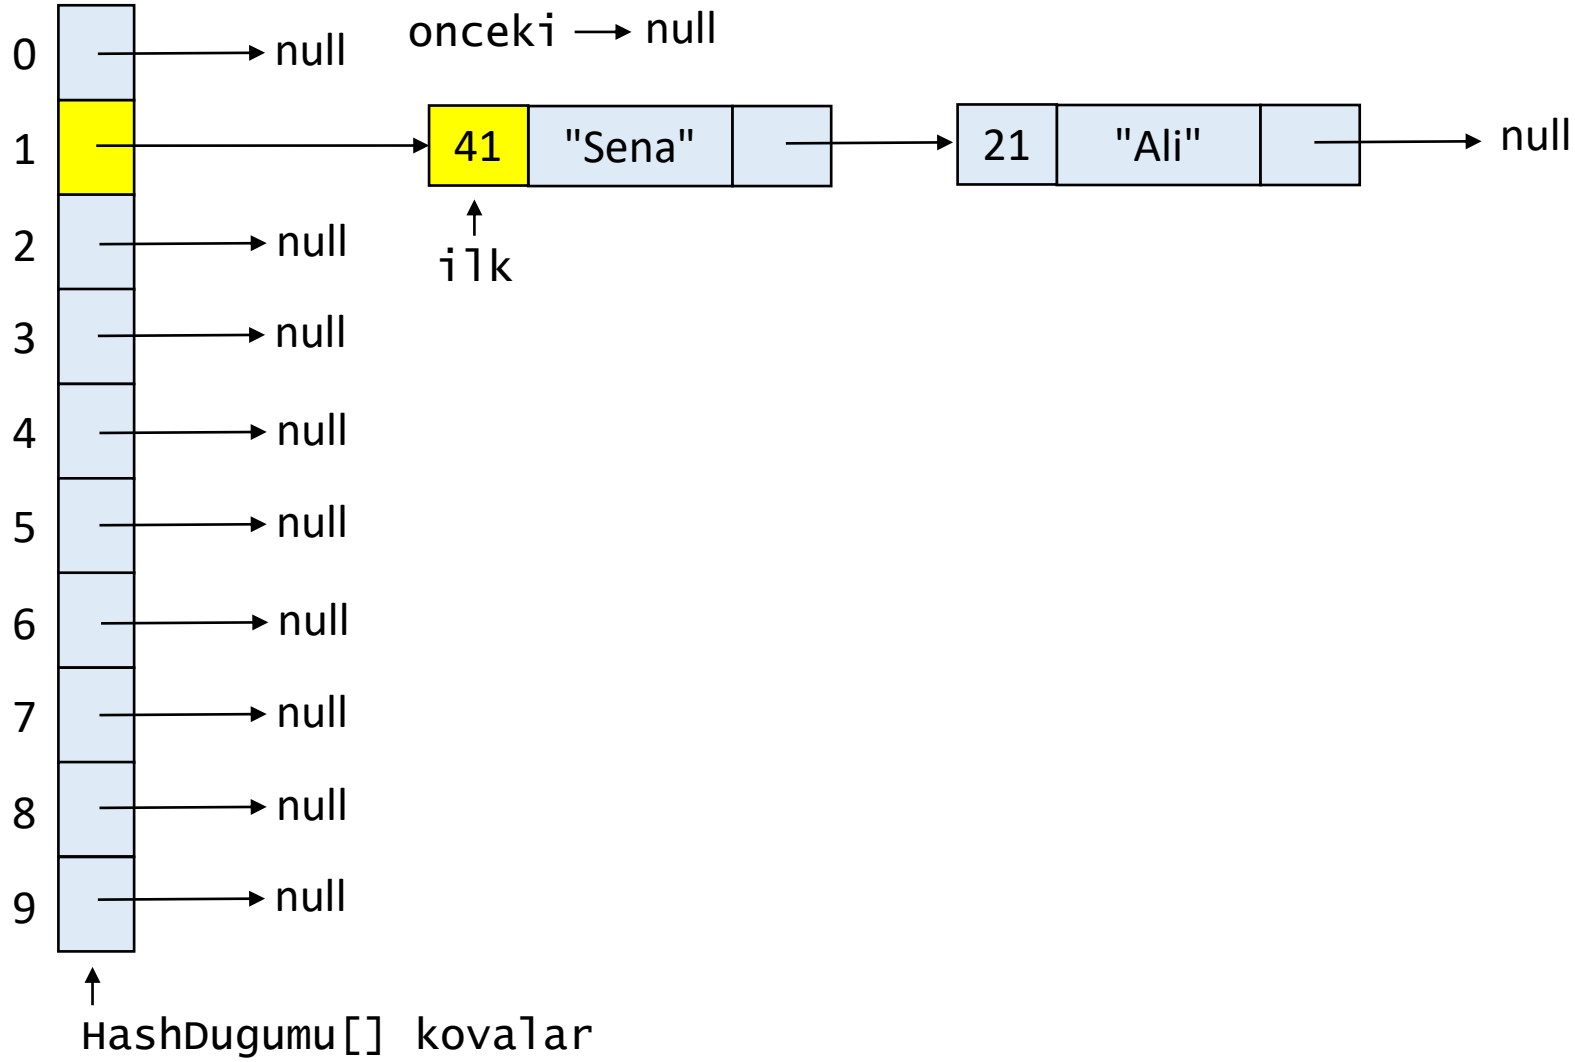 0 null onceki null
1 41 "Sena" 21 "Ali" null
ilk
2 null
3 null
4 null
5 null
6 null
7 null
8 null
9 null
HashDugumu[] kovalar